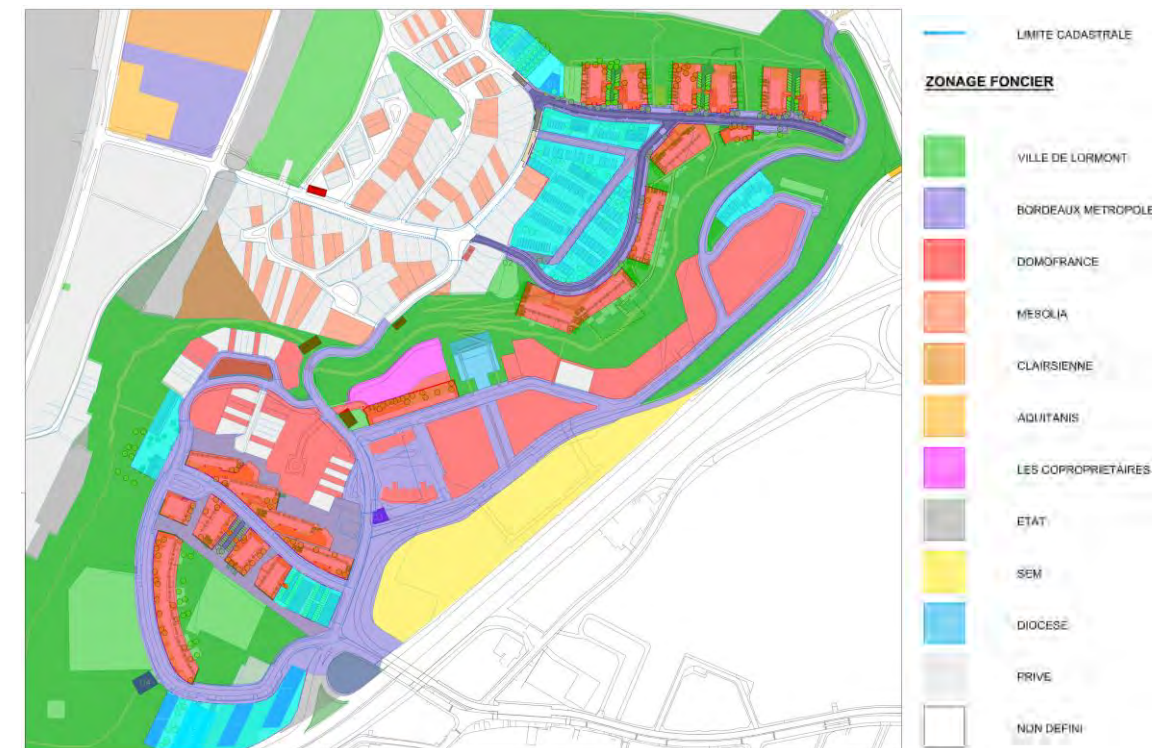 LIMITE CADASTRALE
ZONAGE FONCIER
VILLE DE LORMONT
BORDEAUX METROPOLE
DOMOFRANCE
MESOLIA
CLAIRSIENNE
AQUITANIS
LES COPROPRIETAIRES
ETAT
SEM
DIOCESE
PRIVE
NON DEFINI